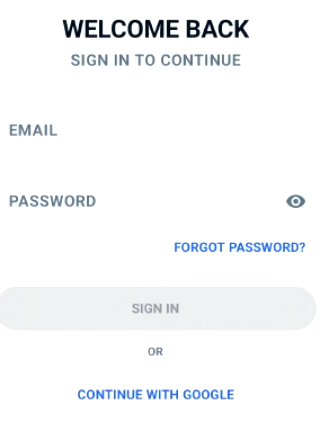 WELCOME BACK
SIGN IN TO CONTINUE
EMAIL
PASSWORD
FORGOT PASSWORD?
SIGN IN
OR
CONTINUE WITH GOOGLE